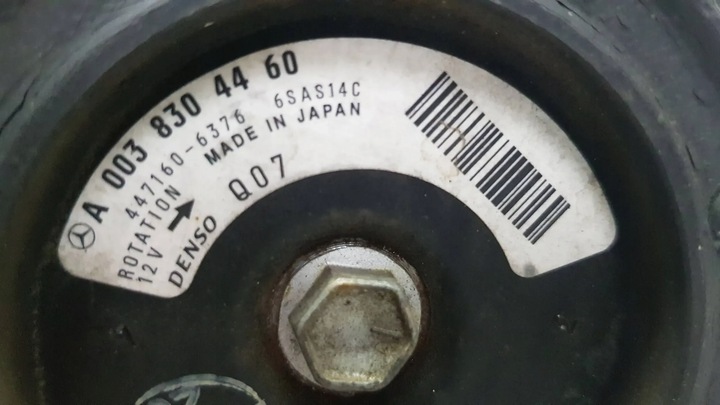 A 003 830 44 60
447160-6376 6SAS14C
ROTATION MADE IN JAPAN
12V
DENSO Q07